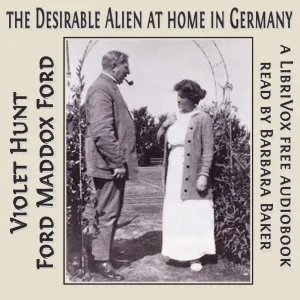 the Desirable Alien at home in Germany
Violet Hunt
Ford Maddox Ford
a LibriVox free audiobook
read by Barbara Baker